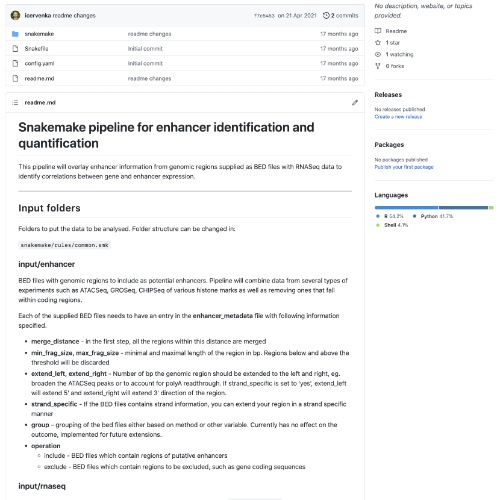 icervenka readme changes
f7e5483 on 21 Apr 2021
2 commits
snakemake readme changes 17 months ago
Snakefile Initial commit 17 months ago
config.yaml Initial commit 17 months ago
readme.md readme changes 17 months ago
readme.md
Snakemake pipeline for enhancer identification and
quantification
This pipeline will overlay enhancer information from genomic regions supplied as BED files with RNASeq data to
identify correlations between gene and enhancer expression.
Input folders
Folders to put the data to be analysed. Folder structure can be changed in:
snakemake/rules/common.smk
input/enhancer
BED files with genomic regions to include as potential enhancers. Pipeline will combine data from several types of
experiments such as ATACSeq, GROSeq, CHIPSeq of various histone marks as well as removing ones that fall
within coding regions.
Each of the supplied BED files needs to have an entry in the enhancer_metadata file with following information
specified.
• merge_distance - in the first step, all the regions within this distance are merged
• min_frag_size, max_frag_size - minimal and maximal length of the region in bp. Regions below and above the
threshold will be discarded
• extend_left, extend_right - Number of bp the genomic region should be extended to the left and right, eg.
broaden the ATACSeq peaks or to account for polyA readthrough. If strand_specific is set to 'yes', extend_left
will extend 5' and extend_right will extend 3' direction of the region.
• strand_specific - If the BED files contains strand information, you can extend your region in a strand specific
manner
• group - grouping of the bed files either based on method or other variable. Currently has no effect on the
outcome, implemented for future extensions.
• operation
○ include - BED files which contain regions of putative enhancers
○ exclude - BED files which contain regions to be excluded, such as gene coding sequences
input/rnaseq
No description, website, or topics
provided.
Readme
1 star
1 watching
0 forks
Releases
No releases published
Create a new release
Packages
No packages published
Publish your first package
Languages
R 54.2% Python 41.7%
Shell 4.1%